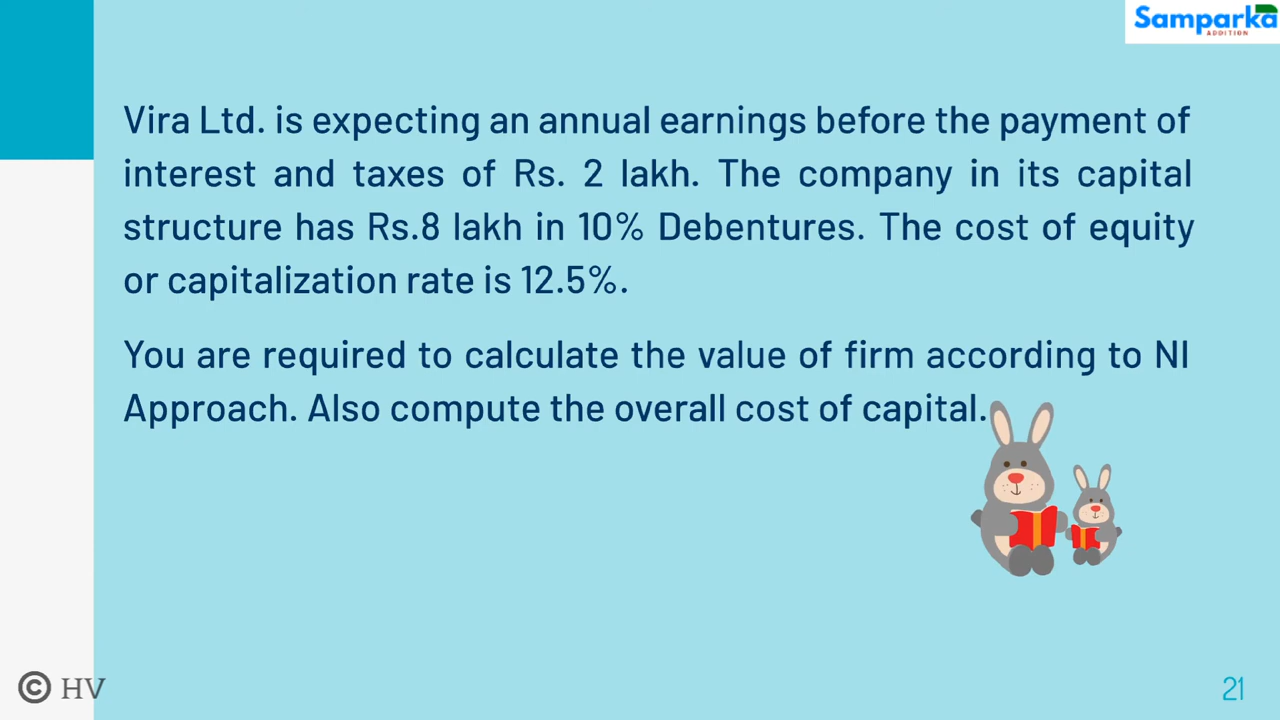 Samparka
ADDITION
Vira Ltd. is expecting an annual earnings before the payment of
interest and taxes of Rs. 2 lakh. The company in its capital
structure has Rs.8 lakh in 10% Debentures. The cost of equity
or capitalization rate is 12.5%.
You are required to calculate the value of firm according to NI
Approach. Also compute the overall cost of capital.
© HV
21